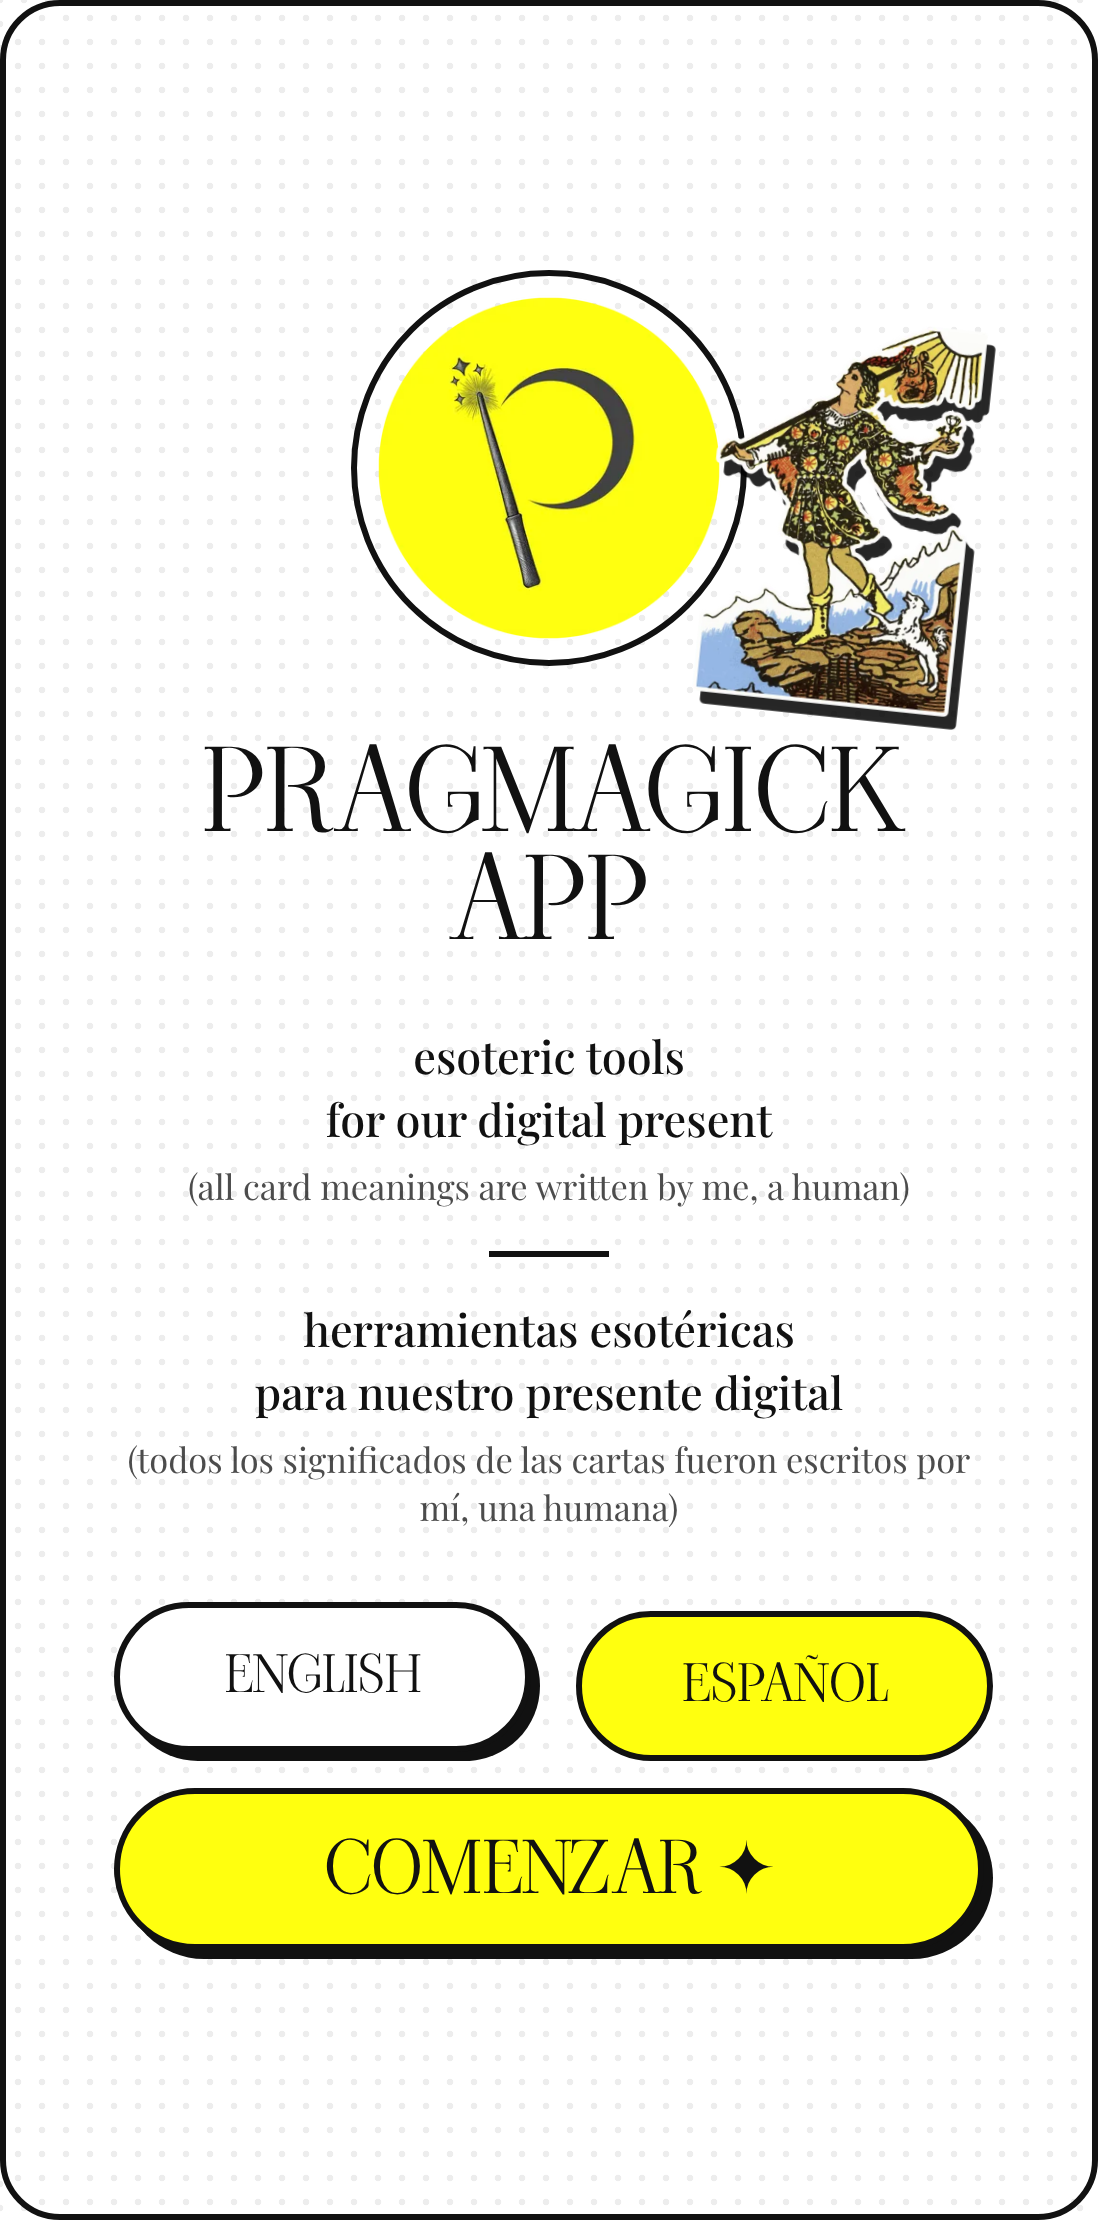 PRAGMAGICK
APP
esoteric tools
for our digital present
(all card meanings are written by me, a human)
herramientas esotéricas
para nuestro presente digital
(todos los significados de las cartas fueron escritos por
mí, una humana)
ENGLISH
ESPAÑOL
COMENZAR ✦